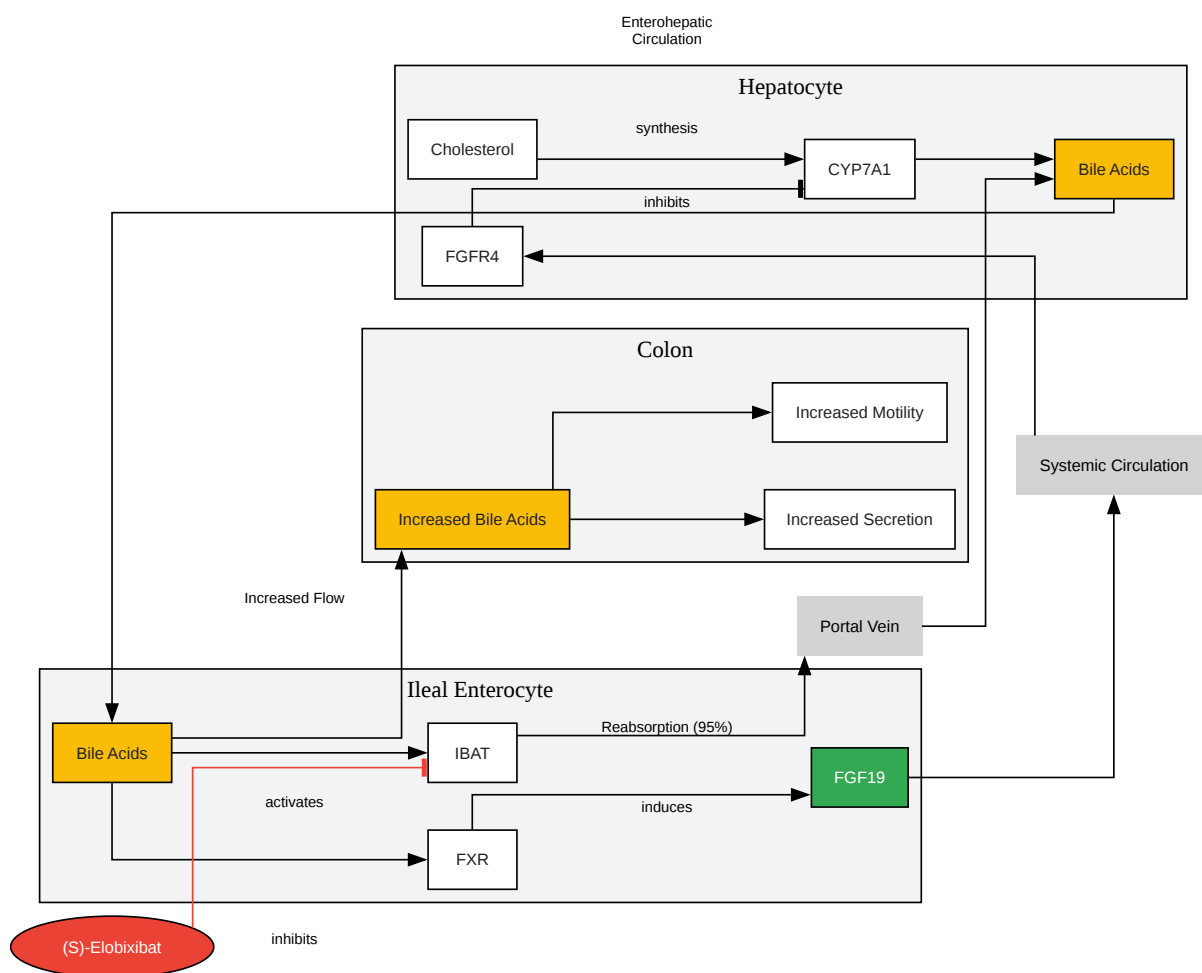 Enterohepatic
Circulation
Hepatocyte
synthesis
Cholesterol
CYP7A1
Bile Acids
inhibits
FGFR4
Colon
Increased Motility
Systemic Circulation
Increased Bile Acids
Increased Secretion
Increased Flow
Portal Vein
Ileal Enterocyte
Reabsorption (95%)
Bile Acids
IBAT
FGF19
activates
induces
FXR
inhibits
(S)-Elobixibat